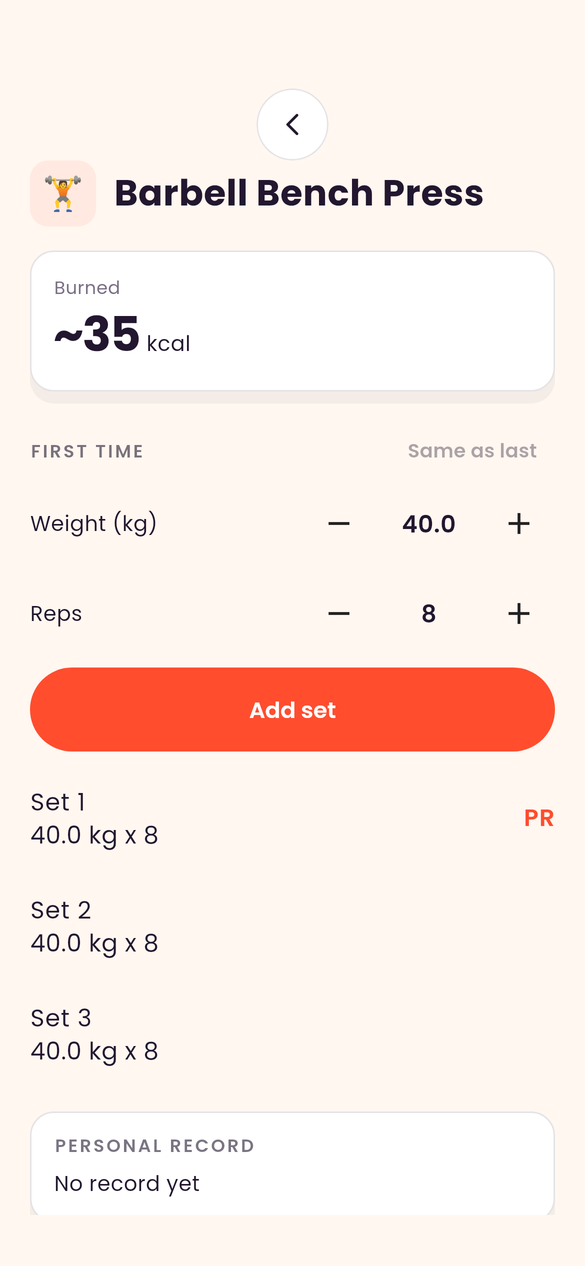 Barbell Bench Press
Burned
~35 kcal
FIRST TIME
Same as last
Weight (kg)
40.0
Reps
8
Add set
Set 1
40.0 kg x 8
PR
Set 2
40.0 kg x 8
Set 3
40.0 kg x 8
PERSONAL RECORD
No record yet